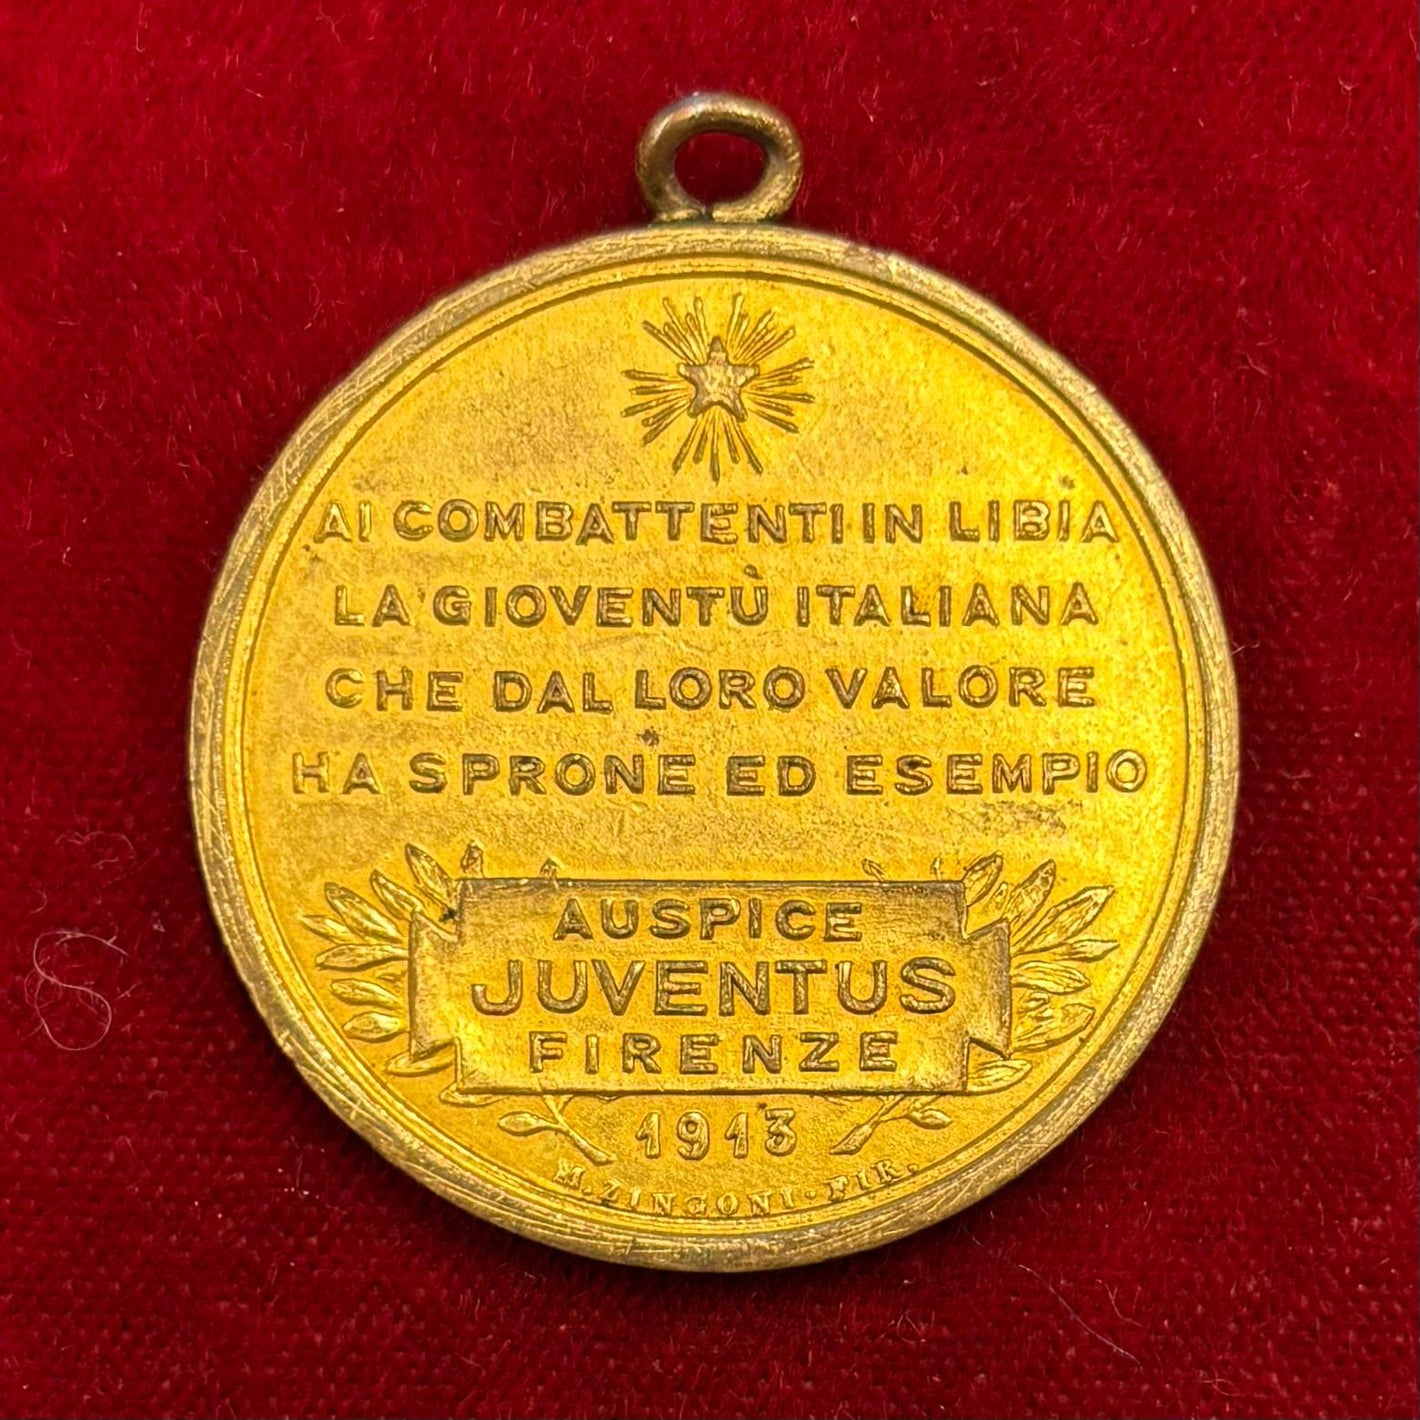 AI COMBATTENTI IN LIBIA
LA GIOVENTÙ ITALIANA
CHE DAL LORO VALORE
HA SPRONE ED ESEMPIO
AUSPICE
JUVENTUS
FIRENZE
1913
M. ZINGONI · FIR.